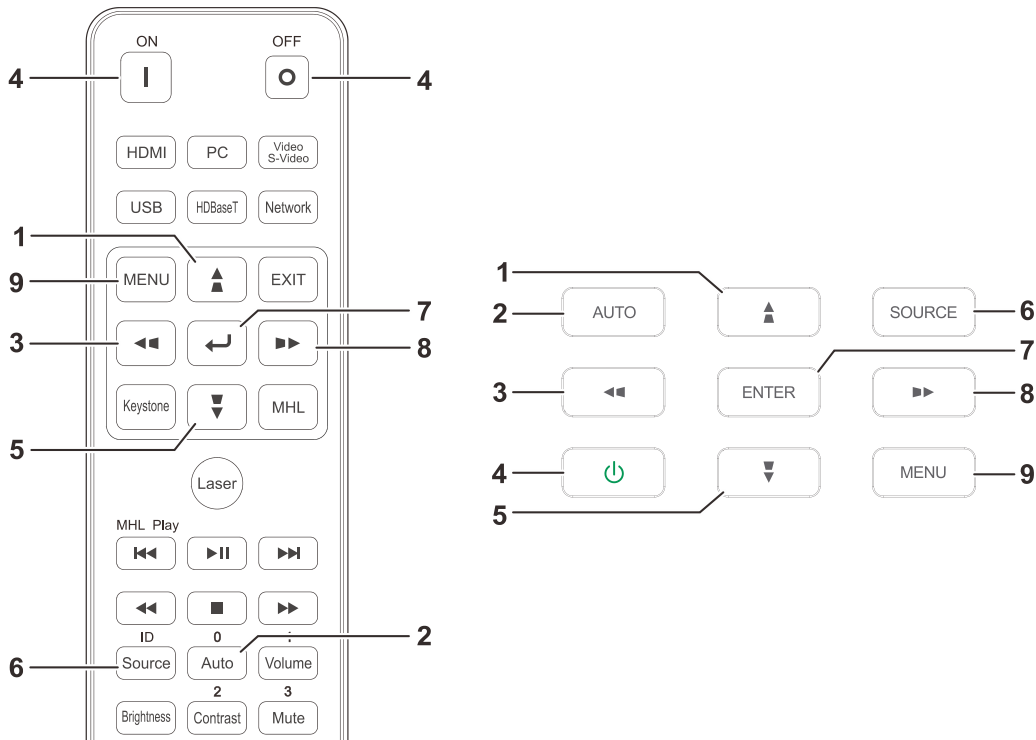 ON OFF
4 4
HDMI PC Video
S-Video
USB HDBaseT Network
1
9 MENU EXIT
7
3
8
Keystone MHL
5
Laser
MHL Play
ID 0 :
2
6 Source Auto Volume
2 3
Brightness Contrast Mute
1
2 AUTO SOURCE 6
7
3 ENTER 8
4 MENU 9
5